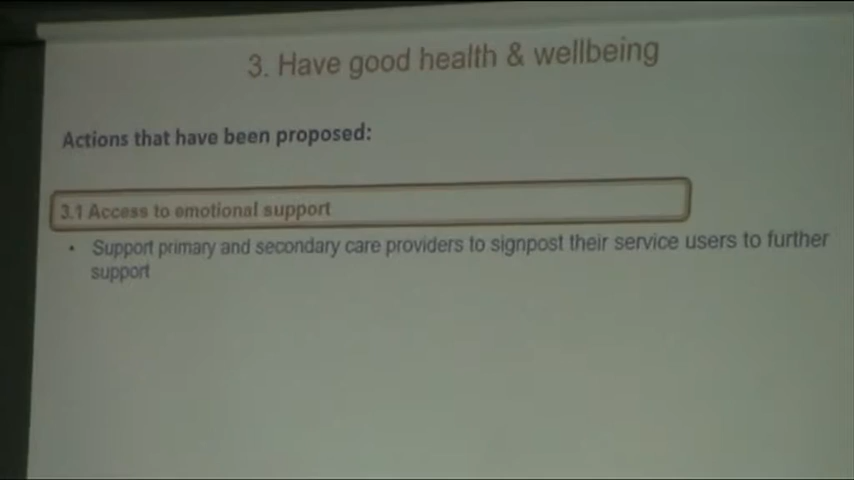 3. Have good health & wellbeing
Actions that have been proposed:
3.1 Access to emotional support
• Support primary and secondary care providers to signpost their service users to further
support